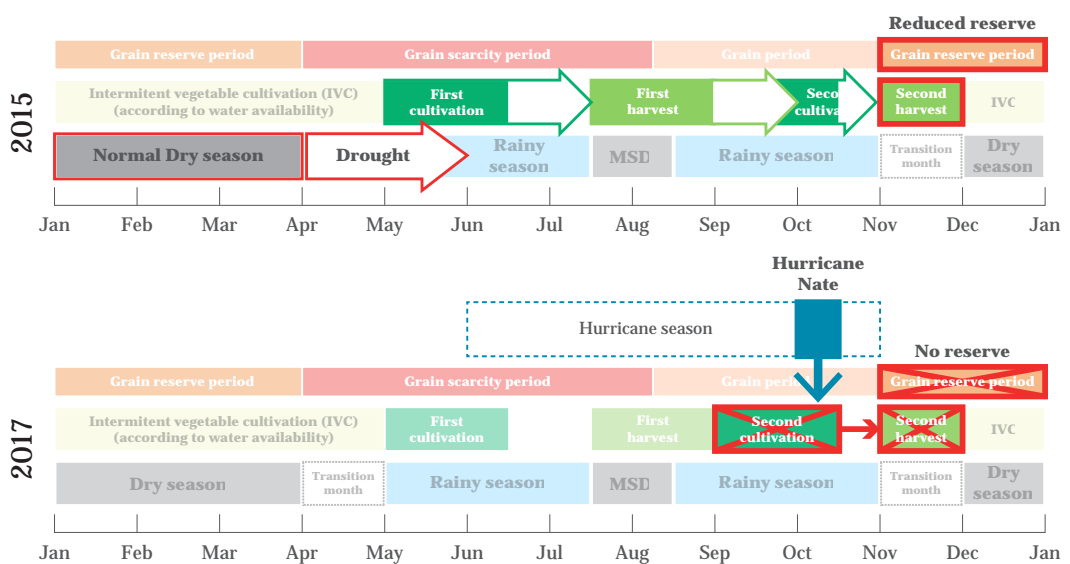 Reduced reserve
Grain reserve period
Grain scarcity period
Grain period
Grain reserve period
2015
Intermitent vegetable cultivation (IVC)
(according to water availability)
First
cultivation
First
harvest
Seco
cultiva
Second
harvest
IVC
Normal Dry season
Drought
Rainy
season
MSD
Rainy season
Transition
month
Dry
season
Jan
Feb
Mar
Apr
May
Jun
Jul
Aug
Sep
Oct
Nov
Dec
Jan
Hurricane
Nate
Hurricane season
No reserve
Grain reserve period
Grain scarcity period
Grain period
Grain reserve period
2017
Intermitent vegetable cultivation (IVC)
(according to water availability)
First
cultivation
First
harvest
Second
cultivation
Second
harvest
IVC
Dry season
Transition
month
Rainy season
MSD
Rainy season
Transition
month
Dry
season
Jan
Feb
Mar
Apr
May
Jun
Jul
Aug
Sep
Oct
Nov
Dec
Jan